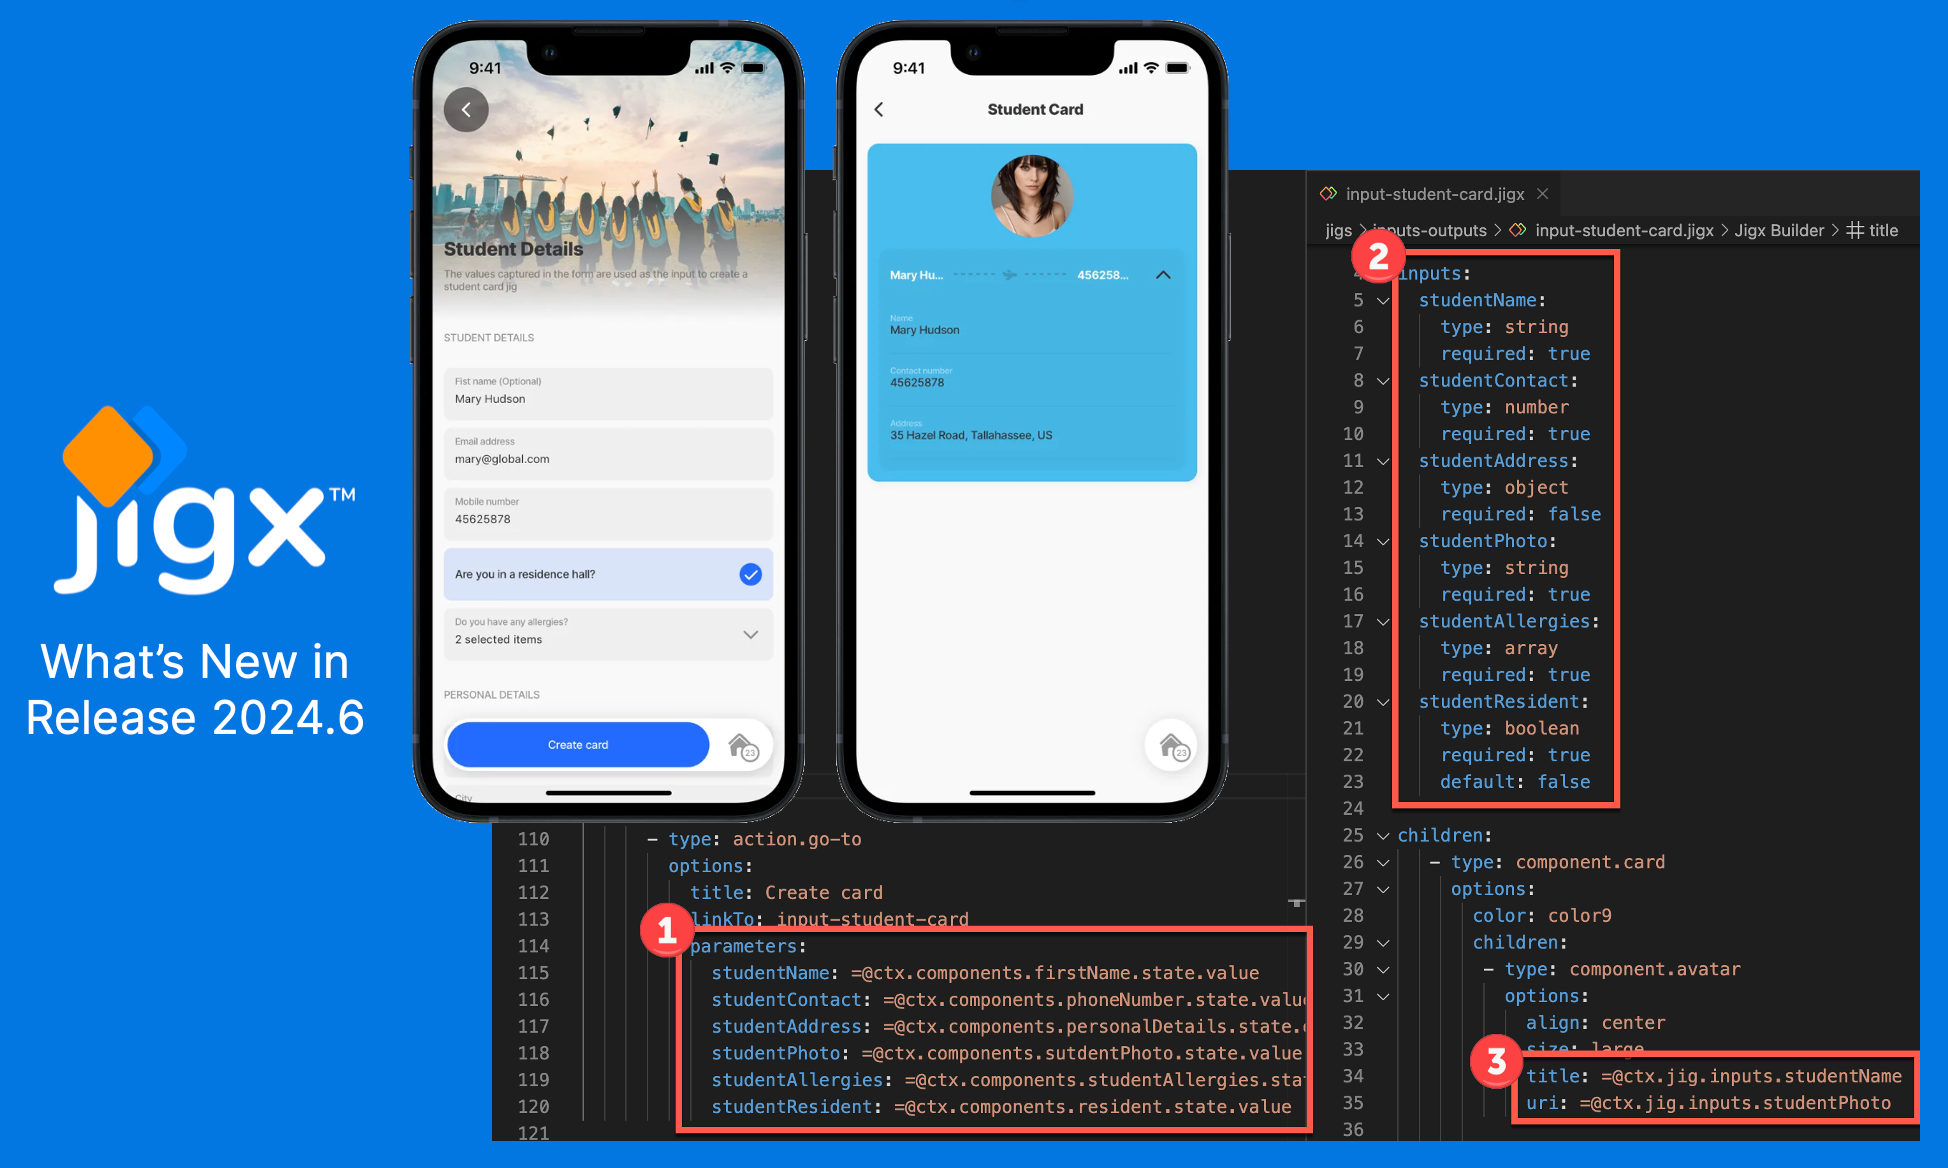 jigx™
What's New in
Release 2024.6
9:41
Student Details
The values captured in the form are used as the input to create a
student card jig
STUDENT DETAILS
Fist name (Optional)
Mary Hudson
Email address
mary@global.com
Mobile number
45625878
Are you in a residence hall?
Do you have any allergies?
2 selected items
PERSONAL DETAILS
Create card
23
City
9:41
Student Card
Mary Hu...
456258...
Name
Mary Hudson
Contact number
45625878
Address
35 Hazel Road, Tallahassee, US
23
110 - type: action.go-to
111 options:
112 title: Create card
113 linkTo: input-student-card
1
114 parameters:
115 studentName: =@ctx.components.firstName.state.value
116 studentContact: =@ctx.components.phoneNumber.state.valu
117 studentAddress: =@ctx.components.personalDetails.state.
118 studentPhoto: =@ctx.components.sutdentPhoto.state.value
119 studentAllergies: =@ctx.components.studentAllergies.sta
120 studentResident: =@ctx.components.resident.state.value
121
input-student-card.jigx
jigs > inputs-outputs > input-student-card.jigx > Jigx Builder > # title
2
4 inputs:
5 studentName:
6 type: string
7 required: true
8 studentContact:
9 type: number
10 required: true
11 studentAddress:
12 type: object
13 required: false
14 studentPhoto:
15 type: string
16 required: true
17 studentAllergies:
18 type: array
19 required: true
20 studentResident:
21 type: boolean
22 required: true
23 default: false
24
25 children:
26 - type: component.card
27 options:
28 color: color9
29 children:
30 - type: component.avatar
31 options:
32 align: center
33 size: large
3
34 title: =@ctx.jig.inputs.studentName
35 uri: =@ctx.jig.inputs.studentPhoto
36